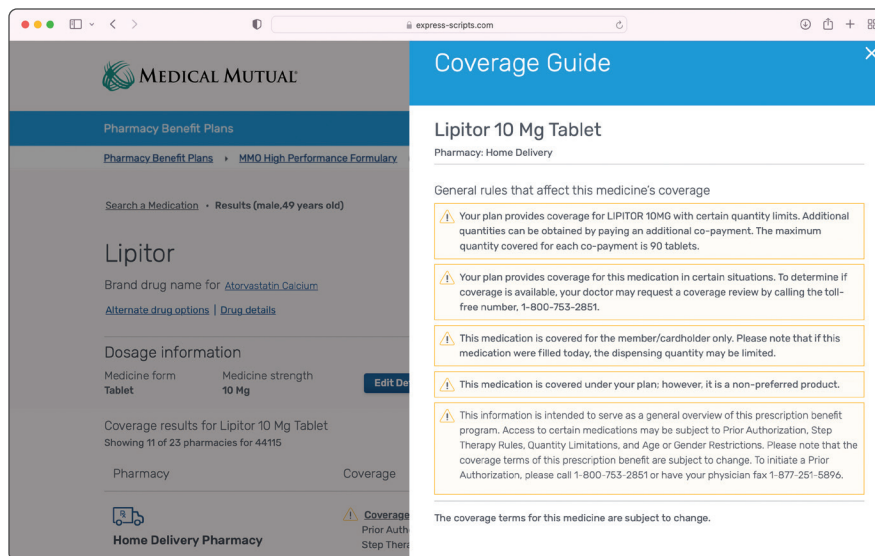 express-scripts.com
MEDICAL MUTUAL®
Pharmacy Benefit Plans
Pharmacy Benefit Plans › MMO High Performance Formulary
Search a Medication • Results (male,49 years old)
Lipitor
Brand drug name for Atorvastatin Calcium
Alternate drug options | Drug details
Dosage information
Medicine form Medicine strength
Tablet 10 Mg
Edit
Coverage results for Lipitor 10 Mg Tablet
Showing 11 of 23 pharmacies for 44115
Pharmacy Coverage
Home Delivery Pharmacy
Coverage
Prior
Step
Coverage Guide
Lipitor 10 Mg Tablet
Pharmacy: Home Delivery
General rules that affect this medicine's coverage
Your plan provides coverage for LIPITOR 10MG with certain quantity limits. Additional
quantities can be obtained by paying an additional co-payment. The maximum
quantity covered for each co-payment is 90 tablets.
Your plan provides coverage for this medication in certain situations. To determine if
coverage is available, your doctor may request a coverage review by calling the toll-
free number, 1-800-753-2851.
This medication is covered for the member/cardholder only. Please note that if this
medication were filled today, the dispensing quantity may be limited.
This medication is covered under your plan; however, it is a non-preferred product.
This information is intended to serve as a general overview of this prescription benefit
program. Access to certain medications may be subject to Prior Authorization, Step
Therapy Rules, Quantity Limitations, and Age or Gender Restrictions. Please note that the
coverage terms of this prescription benefit are subject to change. To initiate a Prior
Authorization, please call 1-800-753-2851 or have your physician fax 1-877-251-5896.
The coverage terms for this medicine are subject to change.